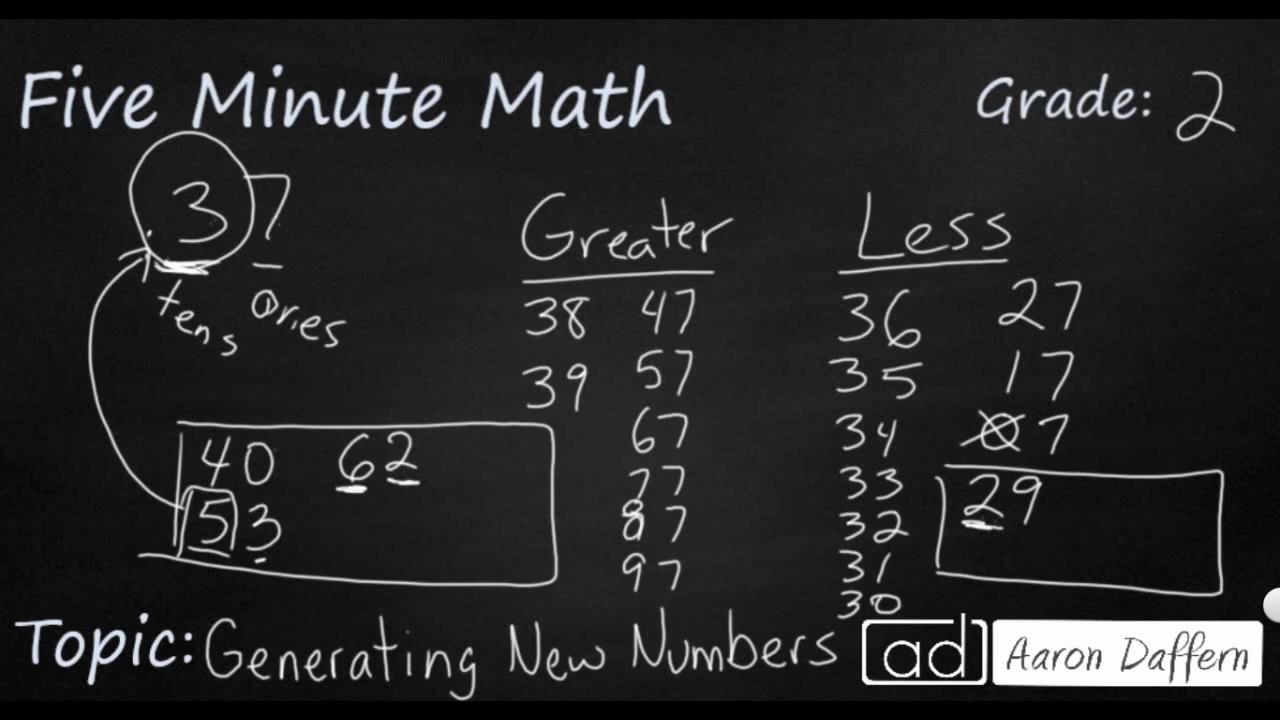 Five Minute Math
Grade: 2
37
tens ones
Greater
38 47
39 57
67
77
87
97
Less
36 27
35 17
34 07
33
32
31
30
40 62
53
29
Topic: Generating New Numbers
ad Aaron Daffern